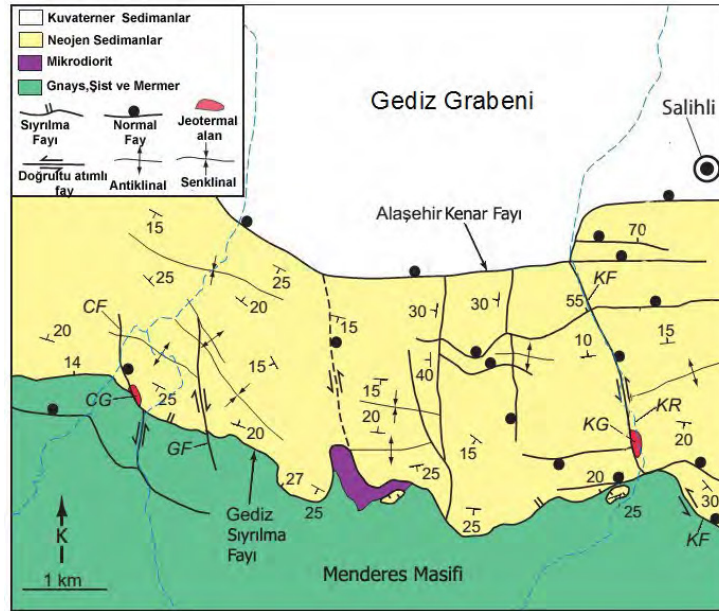 Kuvaterner Sedimanlar
Neojen Sedimanlar
Mikrodiorit
Gnays,Şist ve Mermer
Sıyrılma
Fayı
Normal
Fay
Jeotermal
alan
Doğrultu atımlı
fay
Antiklinal
Senklinal
Gediz Grabeni
Salihli
Alaşehir Kenar Fayı
70
15
25
25
20
30
30
55
KF
CF
15
15
10
15
20
14
15
40
15
20
KR
CG
25
KG
20
GF
20
15
25
27
25
20
25
30
25
KF
Gediz
Sıyrılma
Fayı
K
1 km
Menderes Masifi